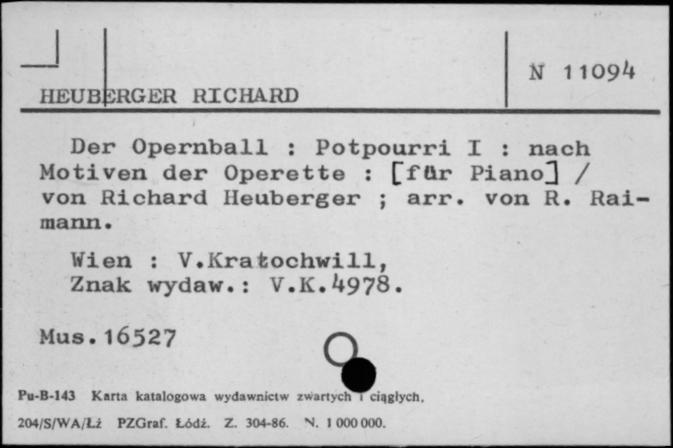 N 11094
HEUBERGER RICHARD
Der Opernball : Potpourri I : nach
Motiven der Operette : [für Piano] /
von Richard Heuberger ; arr. von R. Rai-
mann.
Wien : V.Kratochwill,
Znak wydaw.: V.K.4978.
Mus.16527
Pu-B-143 Karta katalogowa wydawnictw zwartych i ciągłych.
204/S/WA/Łź PZGraf. Łódź. Z. 304-86. N. 1 000 000.